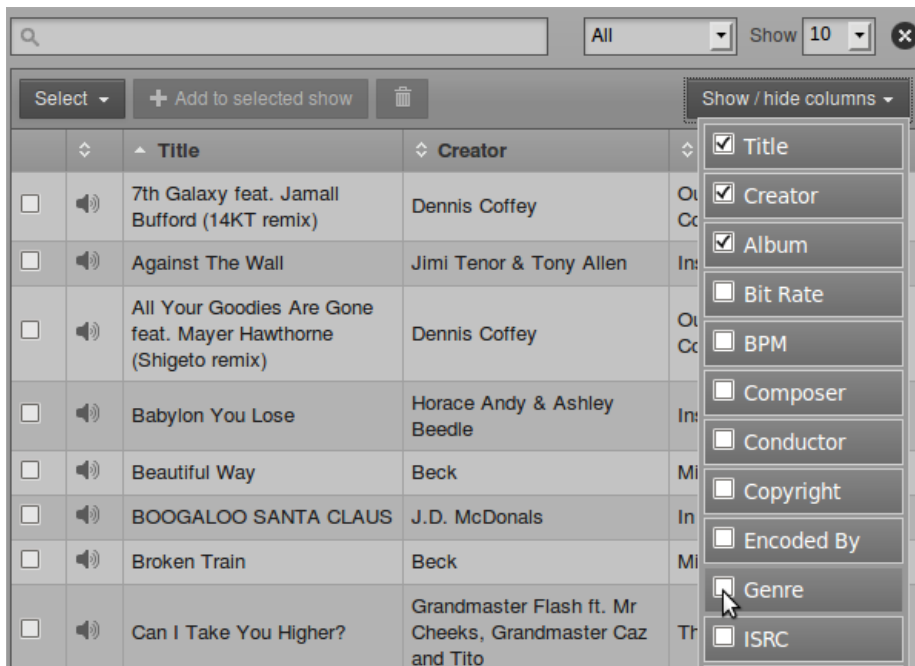 All
Show 10
Select
Add to selected show
Show / hide columns
Title
Creator
7th Galaxy feat. Jamall
Bufford (14KT remix)
Dennis Coffey
Against The Wall
Jimi Tenor & Tony Allen
All Your Goodies Are Gone
feat. Mayer Hawthorne
(Shigeto remix)
Dennis Coffey
Babylon You Lose
Horace Andy & Ashley
Beedle
Beautiful Way
Beck
Mi
BOOGALOO SANTA CLAUS
J.D. McDonals
In
Broken Train
Beck
Mi
Can I Take You Higher?
Grandmaster Flash ft. Mr
Cheeks, Grandmaster Caz
and Tito
Title
Creator
Album
Bit Rate
BPM
Composer
Conductor
Copyright
Encoded By
Genre
ISRC